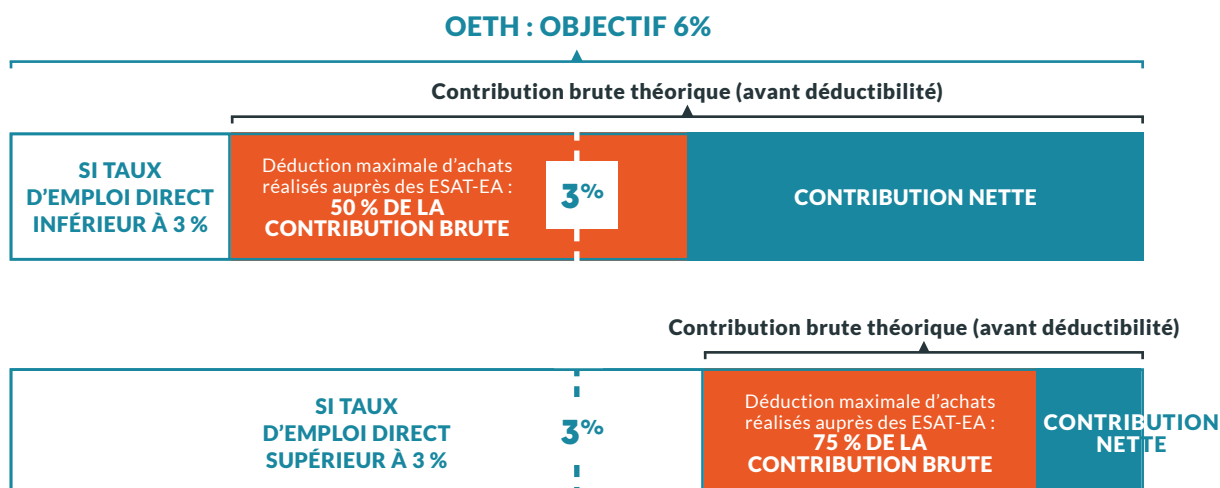 OETH : OBJECTIF 6%
Contribution brute théorique (avant déductibilité)
SI TAUX
D'EMPLOI DIRECT
INFÉRIEUR À 3 %
Déduction maximale d'achats
réalisés auprès des ESAT-EA :
50 % DE LA
CONTRIBUTION BRUTE
3%
CONTRIBUTION NETTE
Contribution brute théorique (avant déductibilité)
SI TAUX
D'EMPLOI DIRECT
SUPÉRIEUR À 3 %
3%
Déduction maximale d'achats
réalisés auprès des ESAT-EA :
75 % DE LA
CONTRIBUTION BRUTE
CONTRIBUTION
NETTE